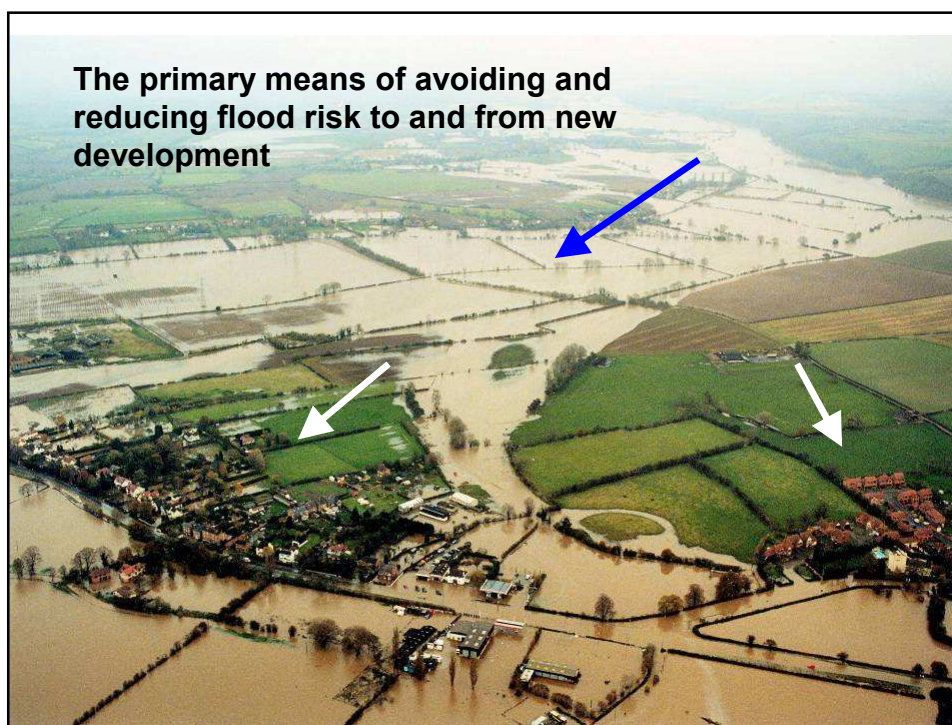 The primary means of avoiding and
reducing flood risk to and from new
development